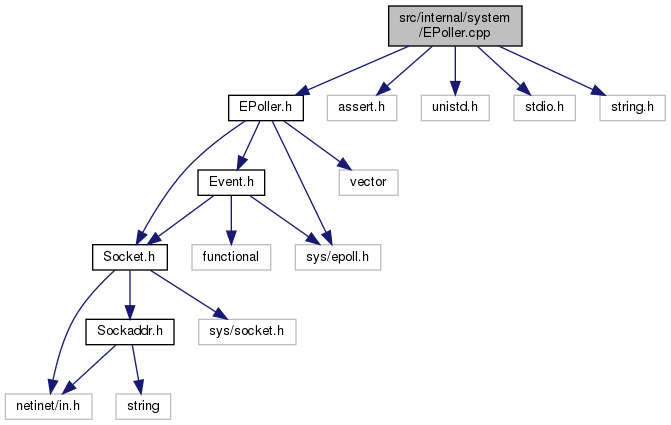 src/internal/system
/EPoller.cpp
EPoller.h
assert.h
unistd.h
stdio.h
string.h
Event.h
vector
Socket.h
functional
sys/epoll.h
Sockaddr.h
sys/socket.h
netinet/in.h
string